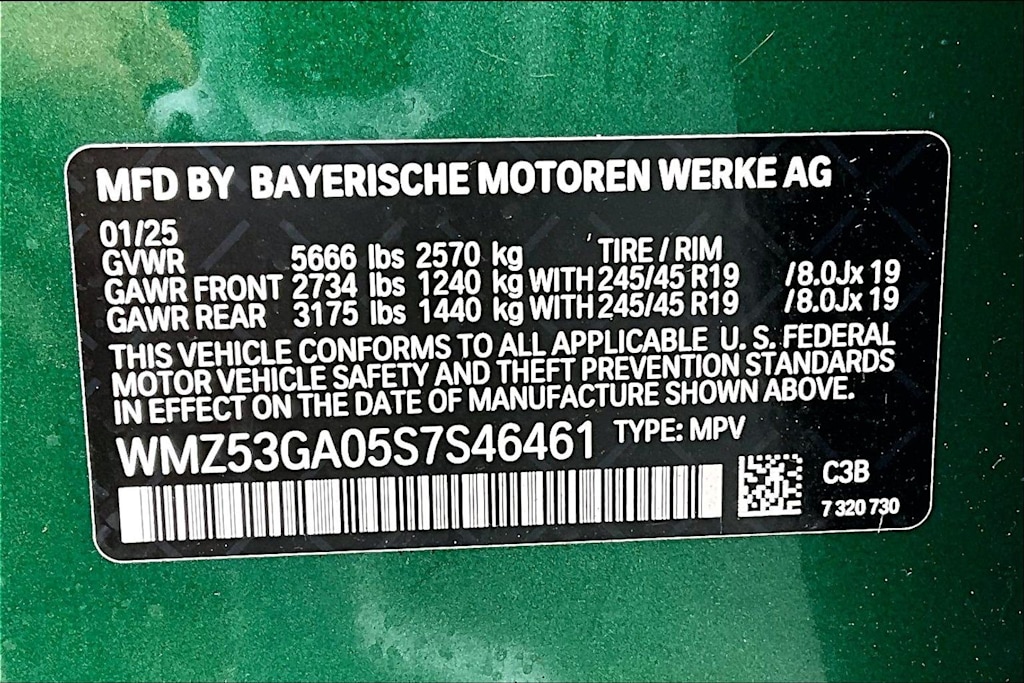 MFD BY BAYERISCHE MOTOREN WERKE AG
01/25
GVWR 5666 lbs 2570 kg TIRE / RIM
GAWR FRONT 2734 lbs 1240 kg WITH 245/45 R19 /8.0Jx 19
GAWR REAR 3175 lbs 1440 kg WITH 245/45 R19 /8.0Jx 19
THIS VEHICLE CONFORMS TO ALL APPLICABLE U. S. FEDERAL
MOTOR VEHICLE SAFETY AND THEFT PREVENTION STANDARDS
IN EFFECT ON THE DATE OF MANUFACTURE SHOWN ABOVE.
WMZ53GA05S7S46461 TYPE: MPV
C3B
7 320 730